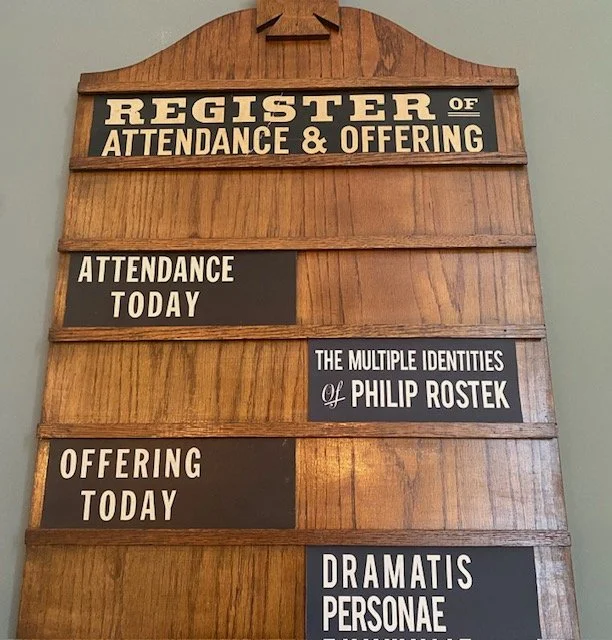 REGISTER OF
ATTENDANCE & OFFERING
ATTENDANCE
TODAY
THE MULTIPLE IDENTITIES
of PHILIP ROSTEK
OFFERING
TODAY
DRAMATIS
PERSONAE